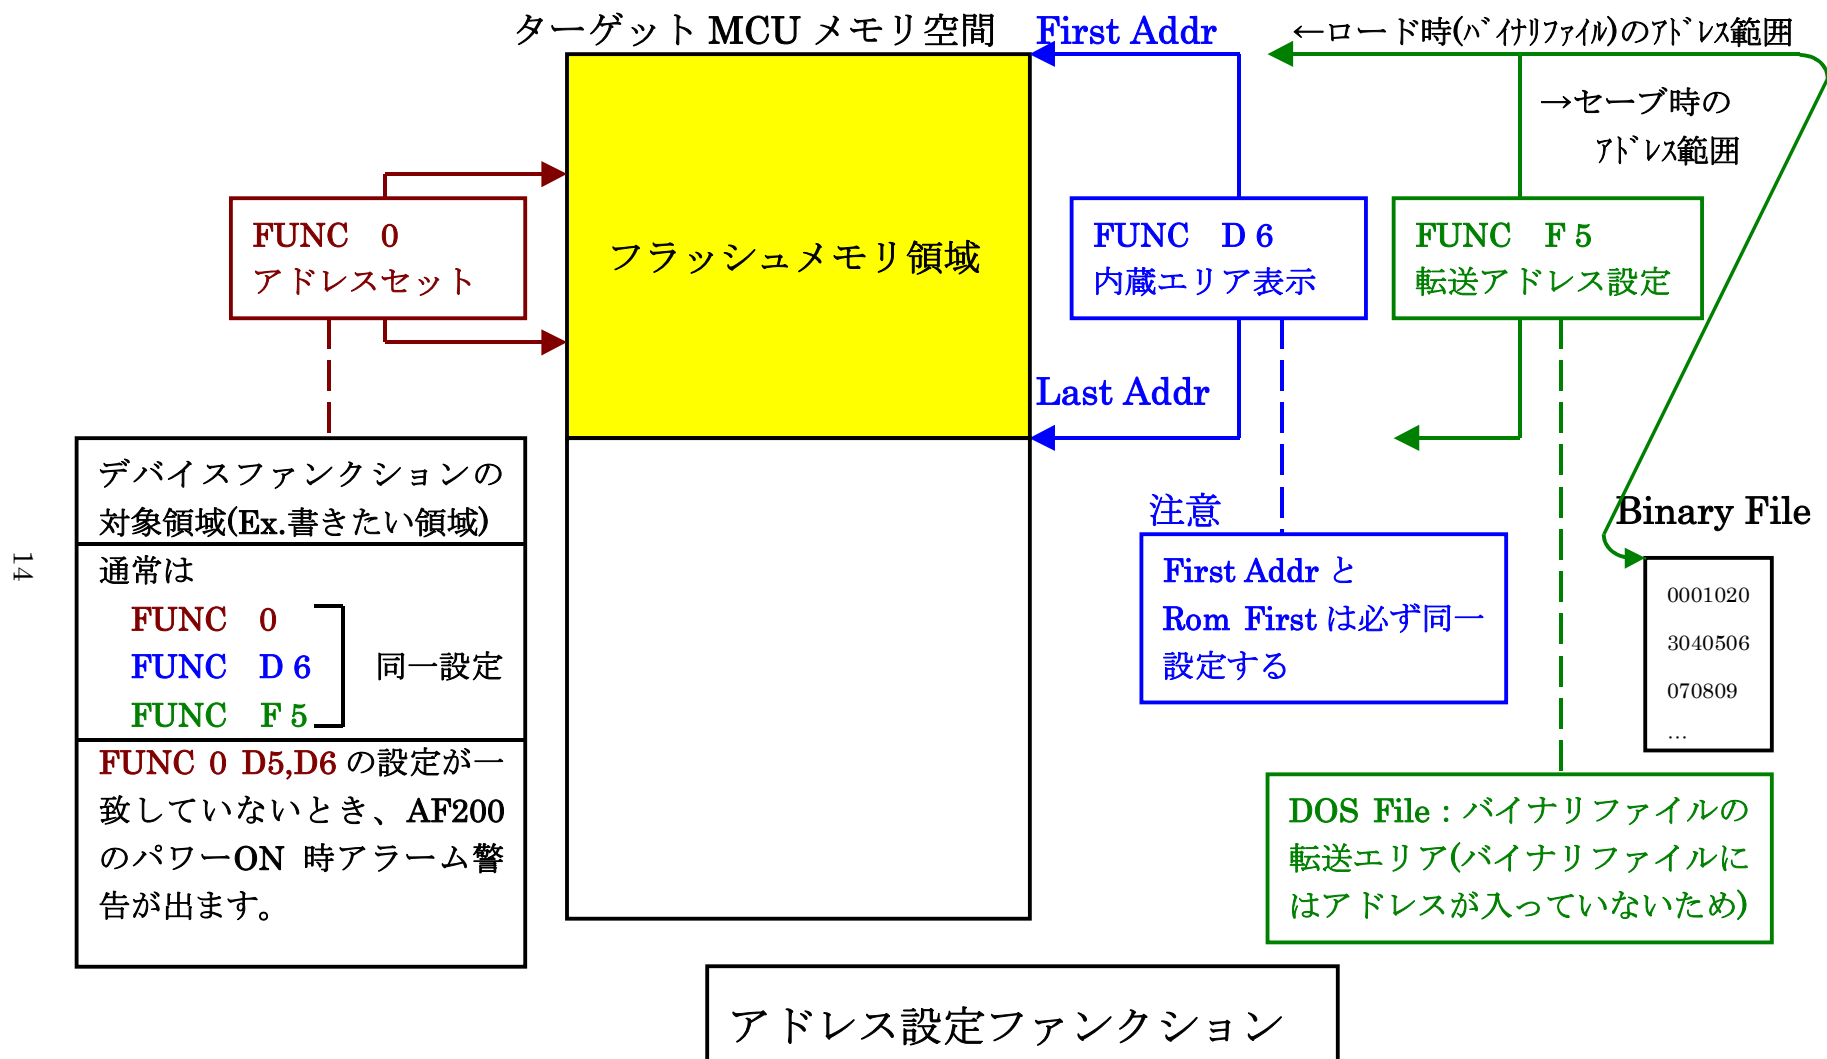 ターゲット MCU メモリ空間
First Addr
←ロード時(ﾊﾞｲﾅﾘﾌｧｲﾙ)のｱﾄﾞﾚｽ範囲
→セーブ時の
ｱﾄﾞﾚｽ範囲
FUNC 0
アドレスセット
フラッシュメモリ領域
FUNC D 6
内蔵エリア表示
FUNC F 5
転送アドレス設定
Last Addr
デバイスファンクションの
対象領域(Ex.書きたい領域)
通常は
FUNC 0
FUNC D 6
同一設定
FUNC F 5
FUNC 0 D5,D6 の設定が一
致していないとき、AF200
のパワーON 時アラーム警
告が出ます。
注意
First Addr と
Rom First は必ず同一
設定する
Binary File
0001020
3040506
070809
…
DOS File：バイナリファイルの
転送エリア(バイナリファイルに
はアドレスが入っていないため)
アドレス設定ファンクション
14